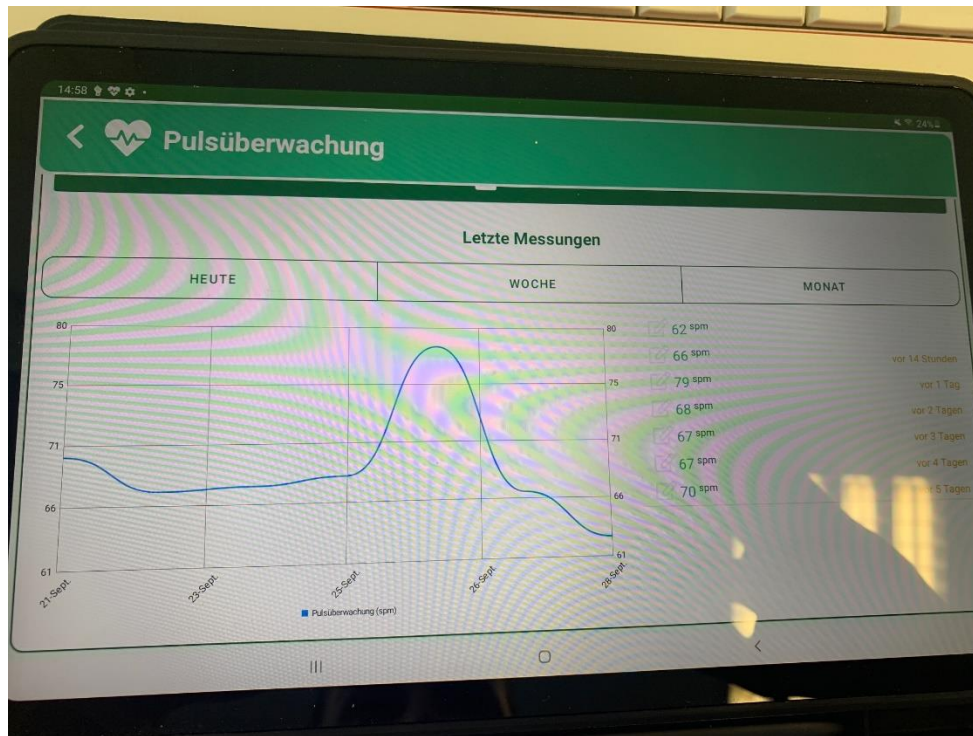 14:58
24%
Pulsüberwachung
Letzte Messungen
HEUTE
WOCHE
MONAT
80
75
71
66
61
80
75
71
66
61
21-Sept.
23-Sept.
25-Sept.
26-Sept.
28-Sept.
Pulsüberwachung (spm)
62 spm
66 spm
vor 14 Stunden
79 spm
vor 1 Tag
68 spm
vor 2 Tagen
67 spm
vor 3 Tagen
67 spm
vor 4 Tagen
70 spm
vor 5 Tagen